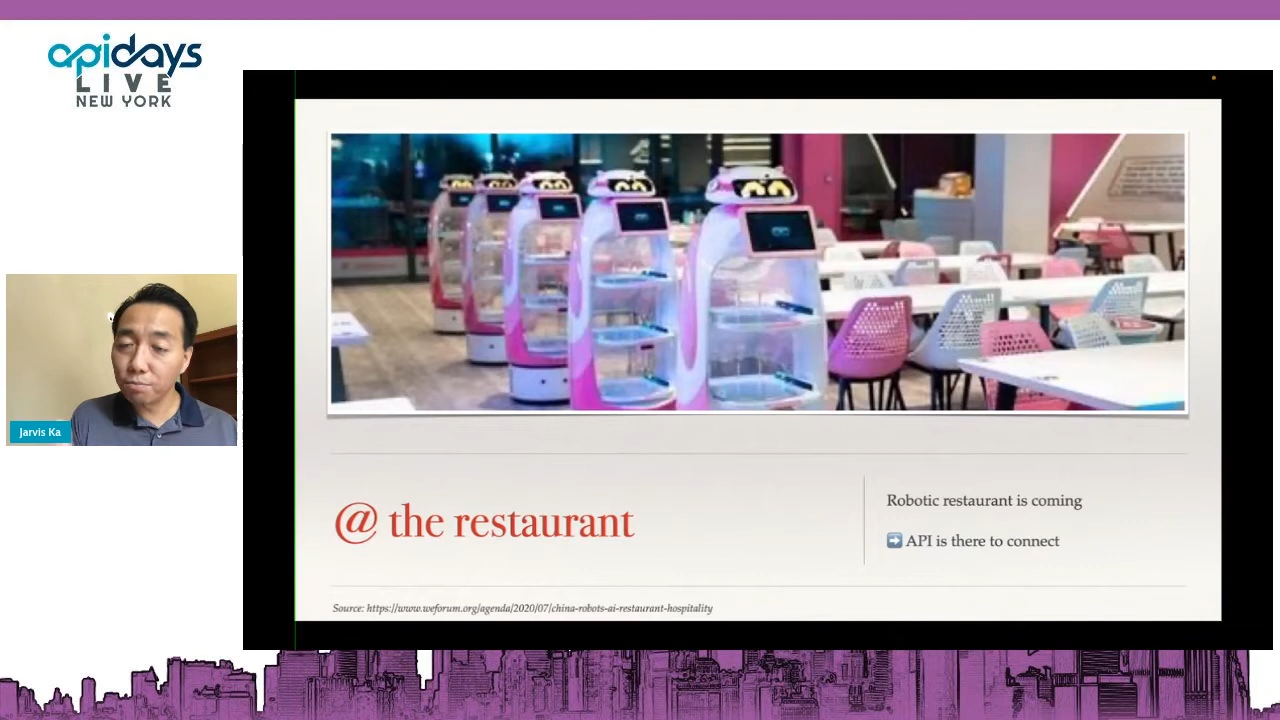 apidays
LIVE
NEW YORK
Jarvis Ka
@ the restaurant
Robotic restaurant is coming
➡ API is there to connect
Source: https://www.weforum.org/agenda/2020/07/china-robots-ai-restaurant-hospitality